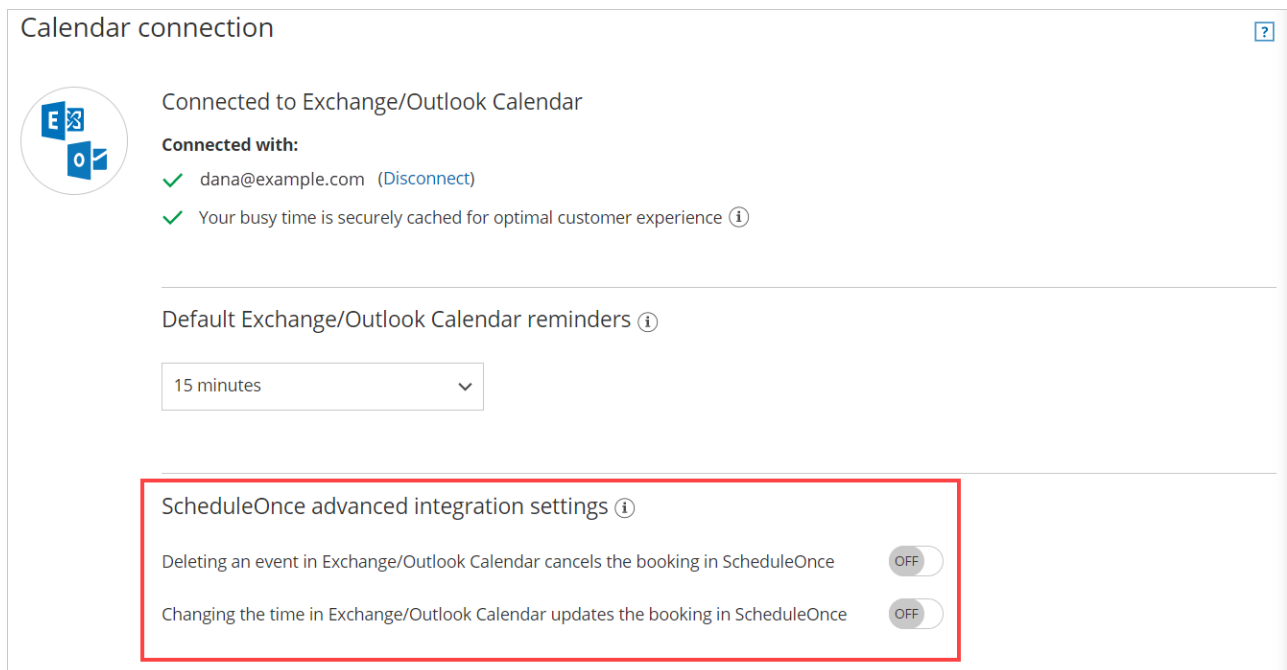 Calendar connection
?
Connected to Exchange/Outlook Calendar
E
O
Connected with:
dana@example.com (Disconnect)
Your busy time is securely cached for optimal customer experience i
Default Exchange/Outlook Calendar reminders i
15 minutes
ScheduleOnce advanced integration settings i
Deleting an event in Exchange/Outlook Calendar cancels the booking in ScheduleOnce OFF
Changing the time in Exchange/Outlook Calendar updates the booking in ScheduleOnce OFF